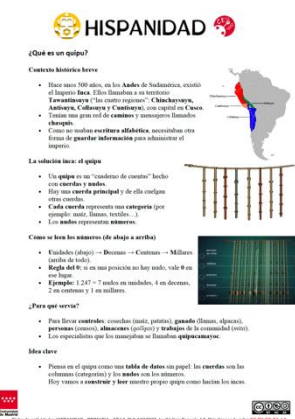 HISPANIDAD
¿Qué es un quipu?
Contexto histórico breve
• Hace unos 500 años, en los Andes de Sudamérica, existió
el Imperio Inca. Ellos llamaban a su territorio
Tawantinsuyu ("las cuatro regiones": Chinchaysuyu,
Antisuyu, Collasuyu y Cuntisuyu), con capital en Cusco.
• Tenían una gran red de caminos y mensajeros llamados
chasquis.
• Como no usaban escritura alfabética, necesitaban otra
forma de guardar información para administrar el
imperio.
La solución inca: el quipu
• Un quipu es un "cuaderno de cuentas" hecho
con cuerdas y nudos.
• Hay una cuerda principal y de ella cuelgan
otras cuerdas.
• Cada cuerda representa una categoría (por
ejemplo: maíz, llamas, textiles…).
• Los nudos representan números.
Cómo se leen los números (de abajo a arriba)
• Unidades (abajo) → Decenas → Centenas → Millares
(arriba de todo).
• Regla del 0: si en una posición no hay nudo, vale 0 en
ese lugar.
• Ejemplo: 1.247 = 7 nudos en unidades, 4 en decenas,
2 en centenas y 1 en millares.
¿Para qué servía?
• Para llevar controles: cosechas (maíz, patatas), ganado (llamas, alpacas),
personas (censos), almacenes (qollqas) y trabajos de la comunidad (mita).
• Los especialistas que los manejaban se llamaban quipucamayoc.
Idea clave
• Piensa en el quipu como una tabla de datos sin papel: las cuerdas son las
columnas (categorías) y los nudos son los números.
Hoy vamos a construir y leer nuestro propio quipu como hacían los incas.